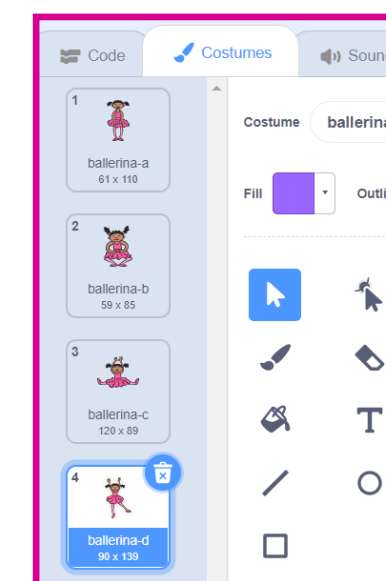 Code Costumes
1
ballerina-a
61 x 110
2
ballerina-b
59 x 85
3
ballerina-c
120 x 89
4
ballerina-d
90 x 139
Costume
Fill
T